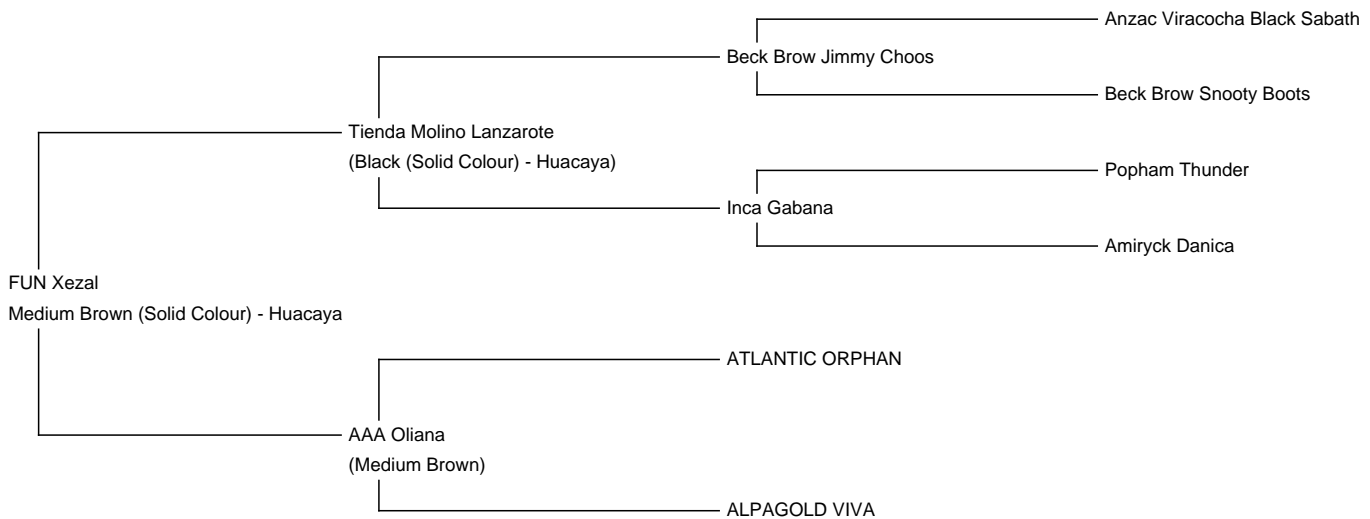 Anzac Viracocha Black Sabath
Beck Brow Jimmy Choos
Beck Brow Snooty Boots
Tienda Molino Lanzarote
(Black (Solid Colour) - Huacaya)
Popham Thunder
Inca Gabana
Amiryck Danica
FUN Xezal
Medium Brown (Solid Colour) - Huacaya
ATLANTIC ORPHAN
AAA Oliana
(Medium Brown)
ALPAGOLD VIVA